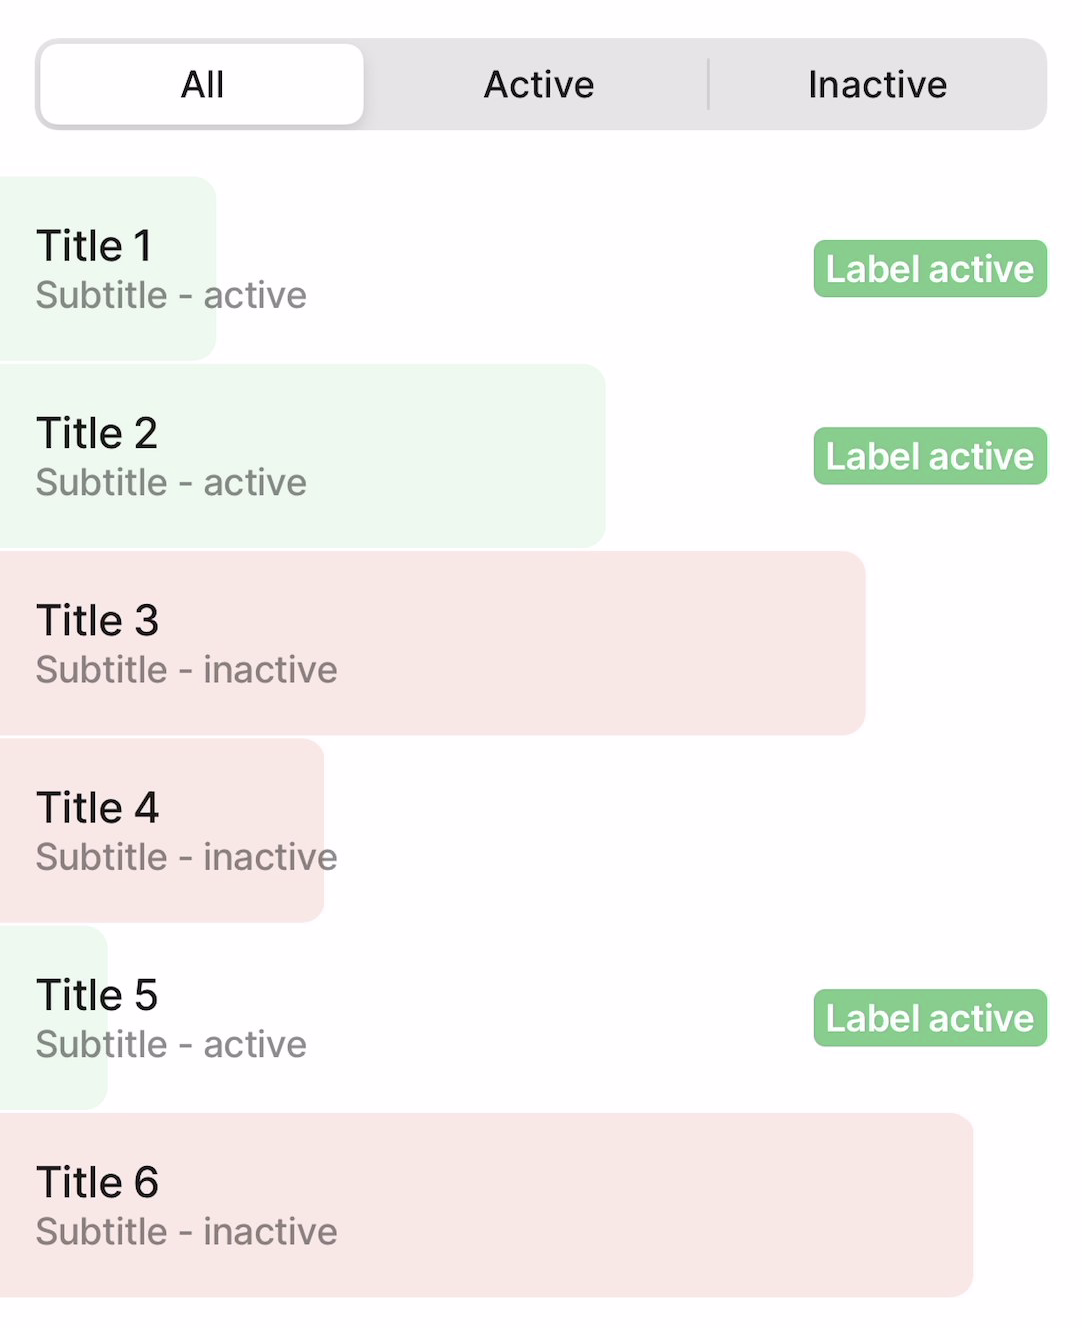 All Active Inactive
Title 1
Subtitle - active
Label active
Title 2
Subtitle - active
Label active
Title 3
Subtitle - inactive
Title 4
Subtitle - inactive
Title 5
Subtitle - active
Label active
Title 6
Subtitle - inactive